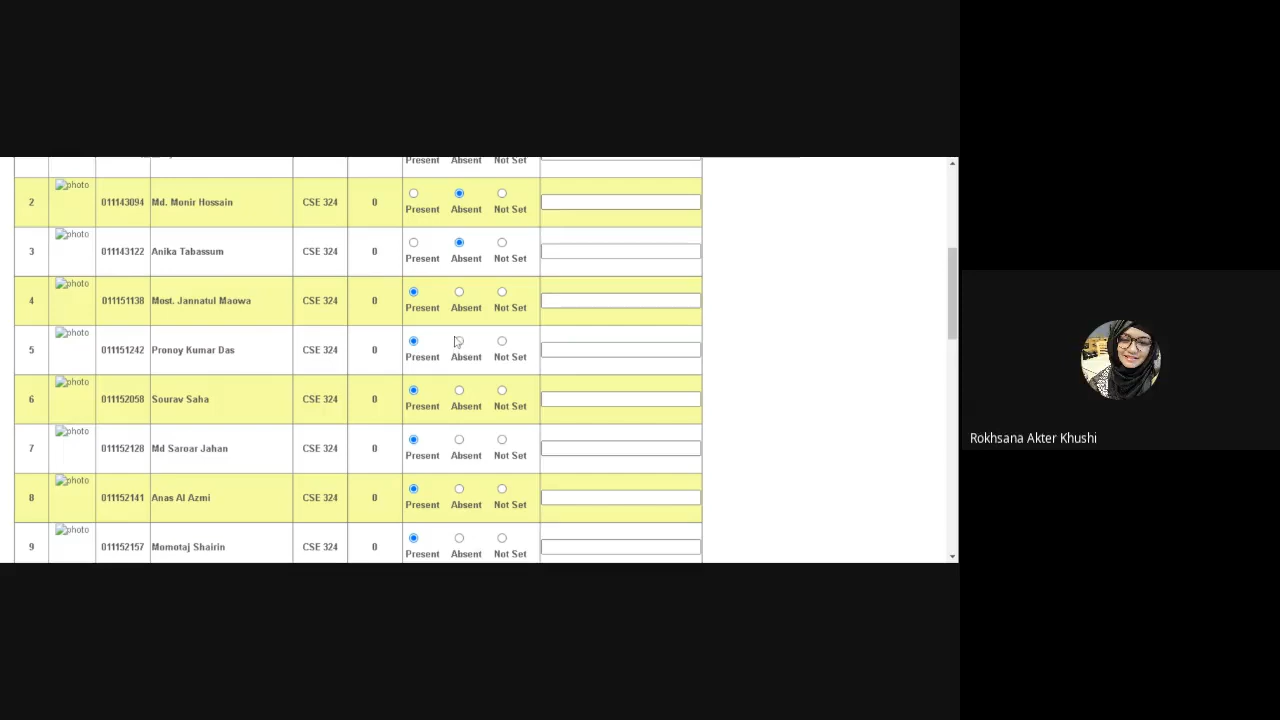 Present Absent Not Set
photo
2 011143094 Md. Monir Hossain CSE 324 0
Present Absent Not Set
photo
3 011143122 Anika Tabassum CSE 324 0
Present Absent Not Set
photo
4 011151138 Most. Jannatul Maowa CSE 324 0
Present Absent Not Set
photo
5 011151242 Pronoy Kumar Das CSE 324 0
Present Absent Not Set
photo
6 011152058 Sourav Saha CSE 324 0
Present Absent Not Set
photo
7 011152128 Md Saroar Jahan CSE 324 0
Present Absent Not Set
photo
8 011152141 Anas Al Azmi CSE 324 0
Present Absent Not Set
photo
9 011152157 Momotaj Shairin CSE 324 0
Present Absent Not Set
Rokhsana Akter Khushi